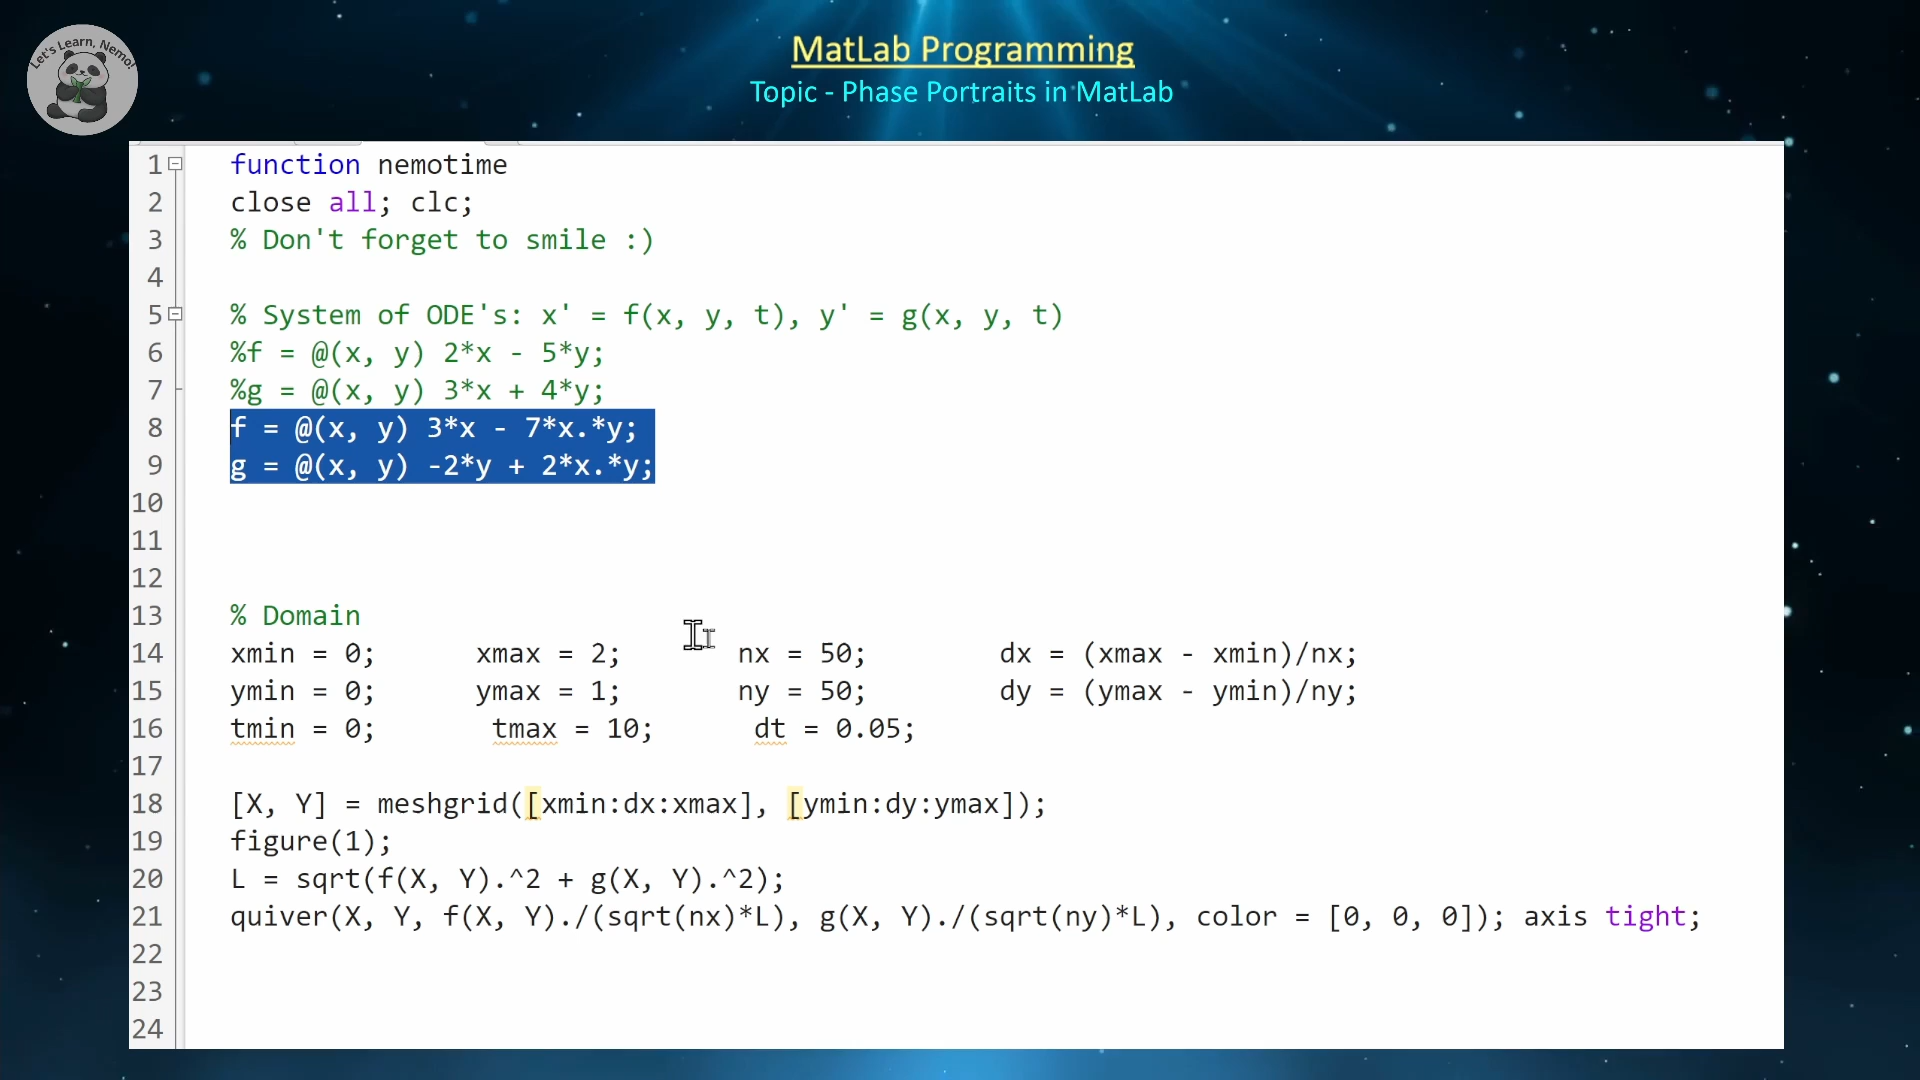 Let's Learn, Nemo!
MatLab Programming
Topic - Phase Portraits in MatLab
1 function nemotime
2 close all; clc;
3 % Don't forget to smile :)
4
5 % System of ODE's: x' = f(x, y, t), y' = g(x, y, t)
6 %f = @(x, y) 2*x - 5*y;
7 %g = @(x, y) 3*x + 4*y;
8 f = @(x, y) 3*x - 7*x.*y;
9 g = @(x, y) -2*y + 2*x.*y;
10
11
12
13 % Domain
14 xmin = 0; xmax = 2; nx = 50; dx = (xmax - xmin)/nx;
15 ymin = 0; ymax = 1; ny = 50; dy = (ymax - ymin)/ny;
16 tmin = 0; tmax = 10; dt = 0.05;
17
18 [X, Y] = meshgrid([xmin:dx:xmax], [ymin:dy:ymax]);
19 figure(1);
20 L = sqrt(f(X, Y).^2 + g(X, Y).^2);
21 quiver(X, Y, f(X, Y)./(sqrt(nx)*L), g(X, Y)./(sqrt(ny)*L), color = [0, 0, 0]); axis tight;
22
23
24